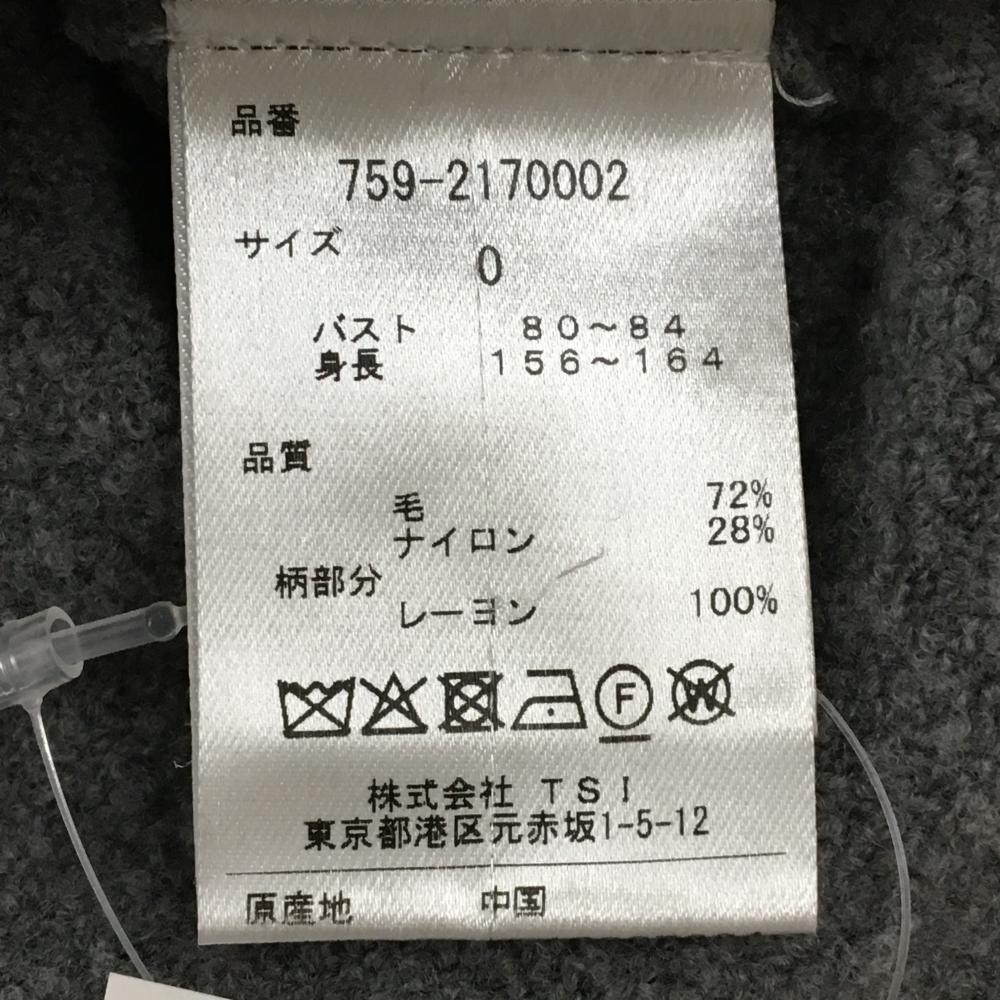 品番
759-2170002
サイズ 0
バスト 80～84
身長 156～164
品質
毛 72%
ナイロン 28%
柄部分
レーヨン 100%
F W
株式会社 TSI
東京都港区元赤坂1-5-12
原産地 中国